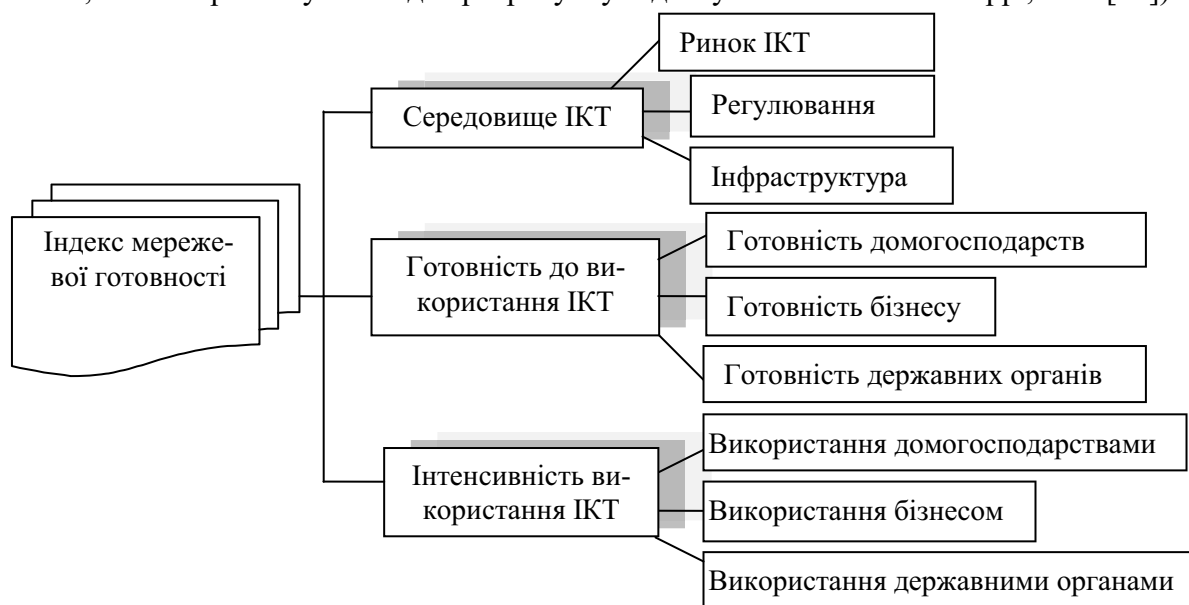 Ринок ІКТ
Середовище ІКТ
Регулювання
Інфраструктура
Індекс мереже-
вої готовності
Готовність домогосподарств
Готовність до ви-
користання ІКТ
Готовність бізнесу
Готовність державних органів
Використання домогосподарствами
Інтенсивність ви-
користання ІКТ
Використання бізнесом
Використання державними органами